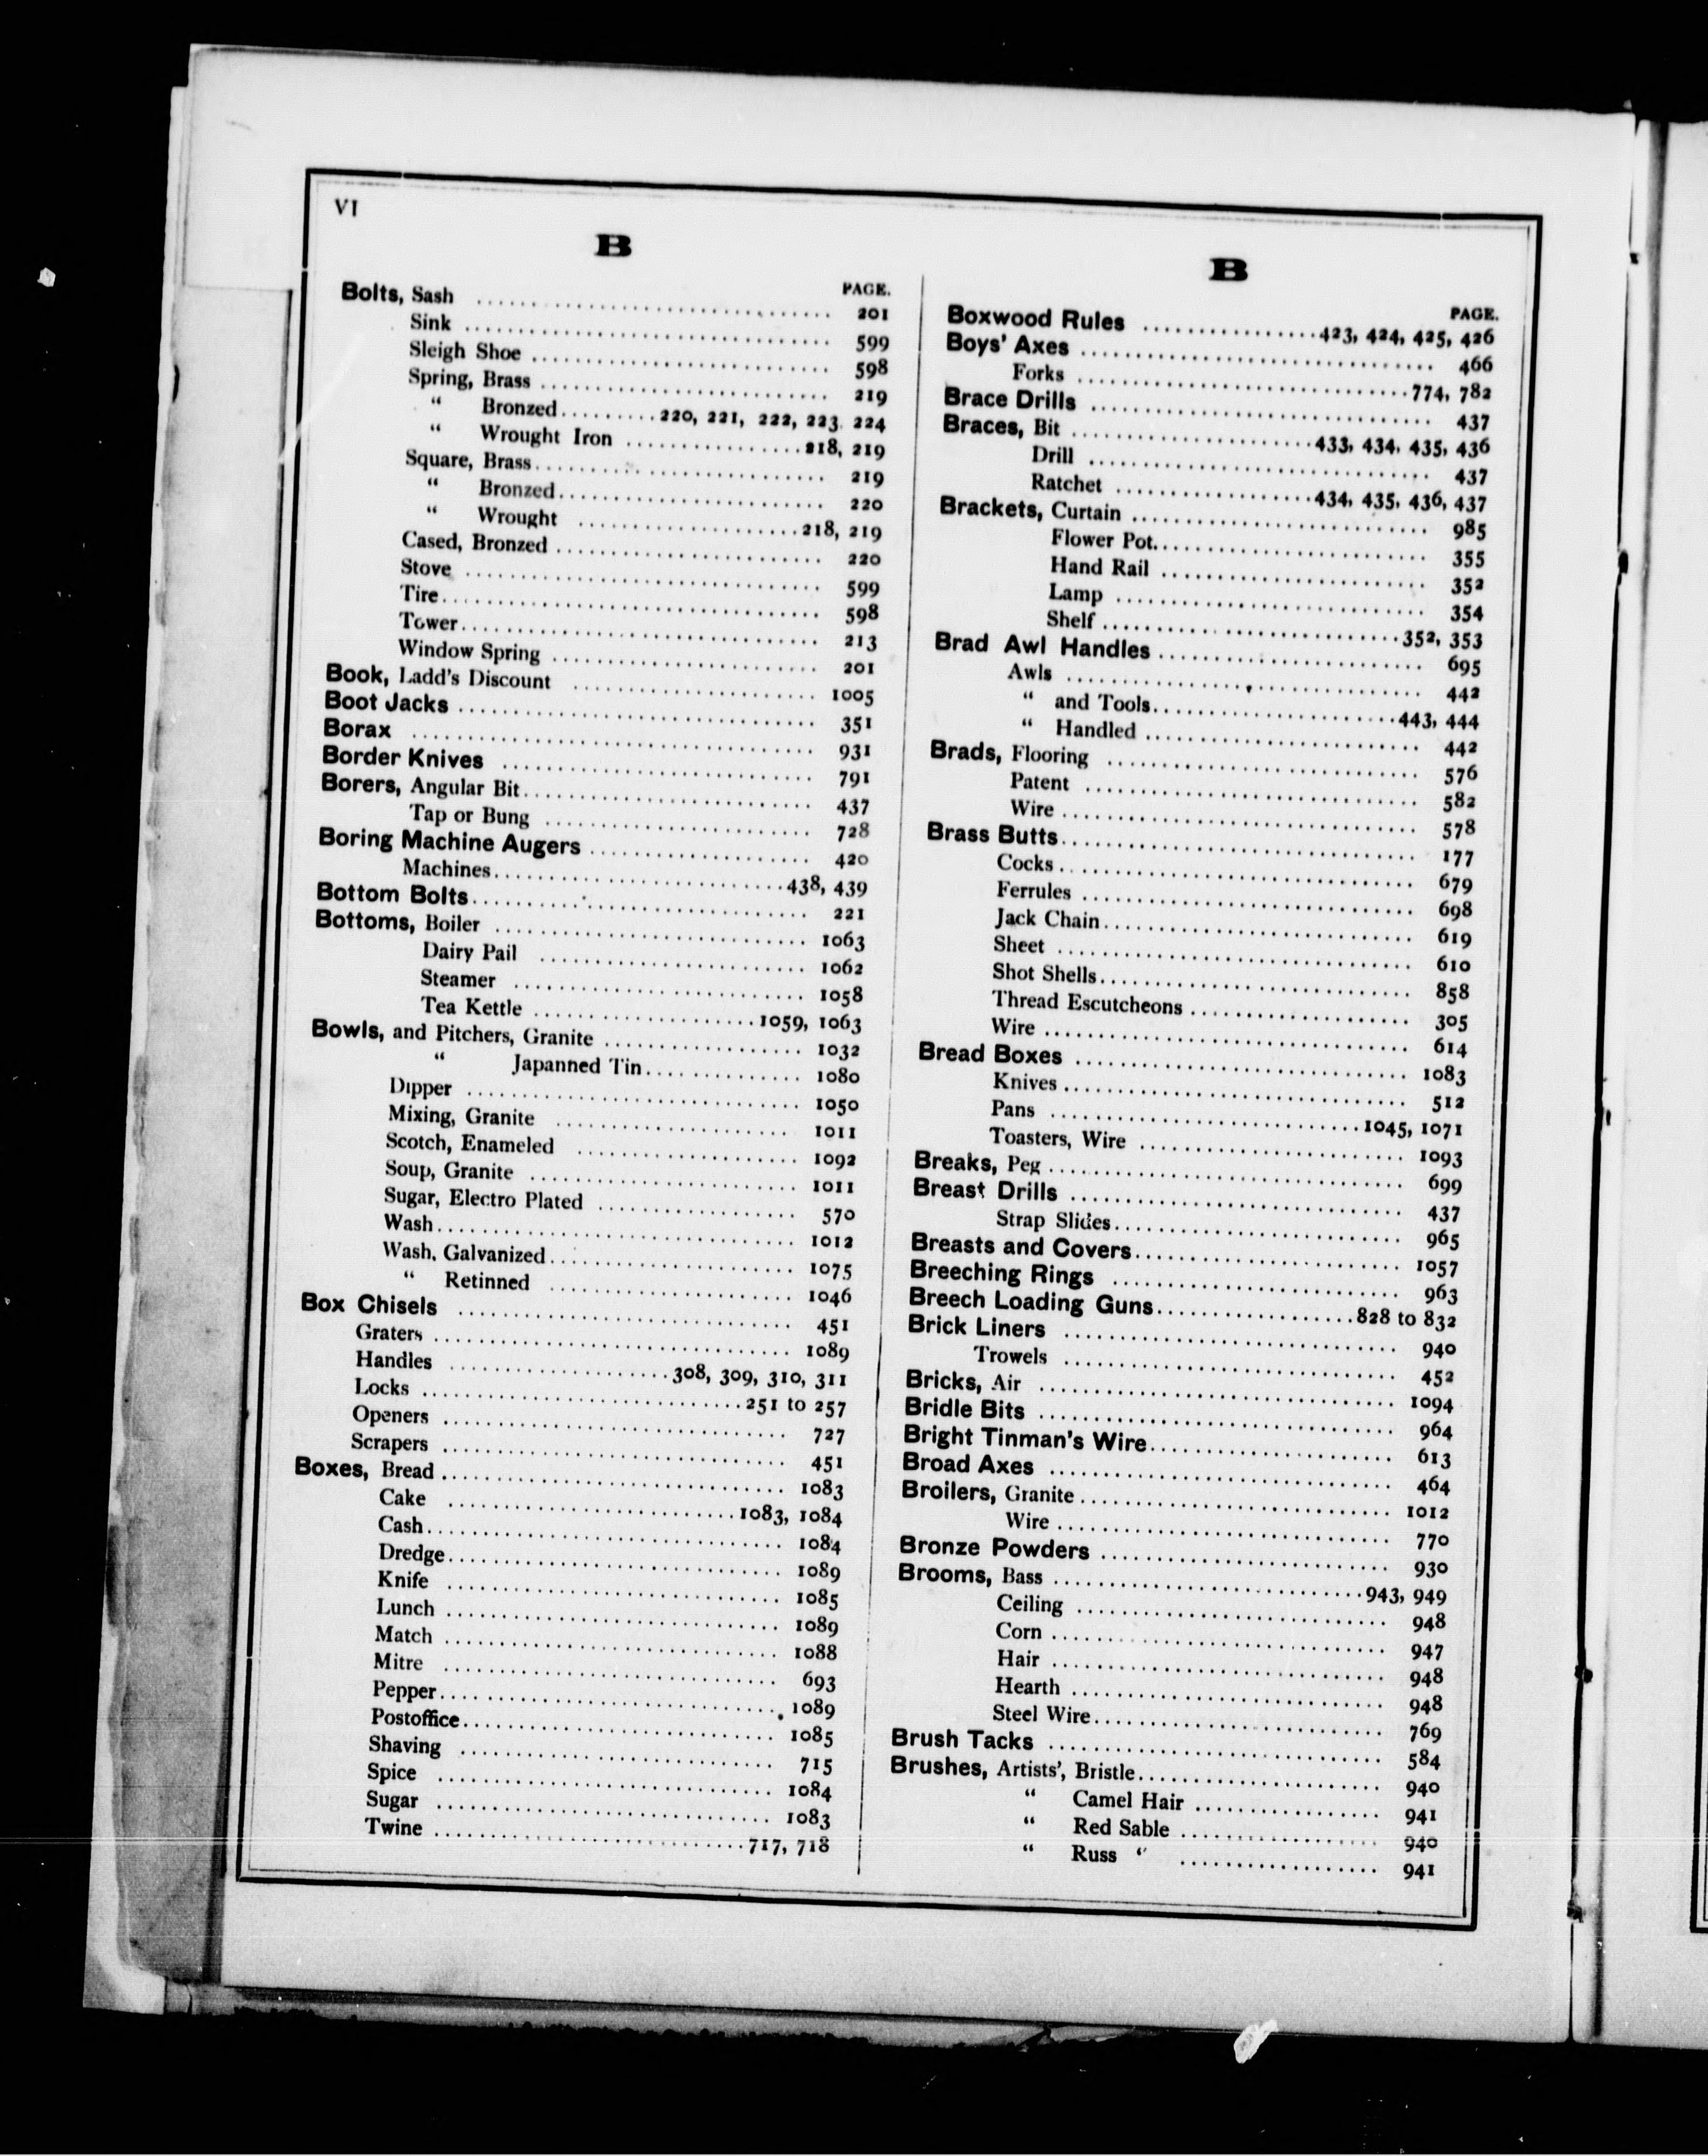 VI
B
PAGE.
Bolts, Sash ........ 201
Sink ........ 599
Sleigh Shoe ........ 598
Spring, Brass ........ 219
“ Bronzed ........ 220, 221, 222, 223, 224
“ Wrought Iron ........ 218, 219
Square, Brass ........ 219
“ Bronzed ........ 220
“ Wrought ........ 218, 219
Cased, Bronzed ........ 220
Stove ........ 599
Tire ........ 598
Tower ........ 213
Window Spring ........ 201
Book, Ladd's Discount ........ 1005
Boot Jacks ........ 351
Borax ........ 931
Border Knives ........ 791
Borers, Angular Bit ........ 437
Tap or Bung ........ 728
Boring Machine Augers ........ 420
Machines ........ 438, 439
Bottom Bolts ........ 221
Bottoms, Boiler ........ 1063
Dairy Pail ........ 1062
Steamer ........ 1058
Tea Kettle ........ 1059, 1063
Bowls, and Pitchers, Granite ........ 1032
“ Japanned Tin ........ 1080
Dipper ........ 1050
Mixing, Granite ........ 1011
Scotch, Enameled ........ 1092
Soup, Granite ........ 1011
Sugar, Electro Plated ........ 570
Wash ........ 1012
Wash, Galvanized ........ 1075
“ Retinned ........ 1046
Box Chisels ........ 451
Graters ........ 1089
Handles ........ 308, 309, 310, 311
Locks ........ 251 to 257
Openers ........ 727
Scrapers ........ 451
Boxes, Bread ........ 1083
Cake ........ 1083, 1084
Cash ........ 1084
Dredge ........ 1089
Knife ........ 1085
Lunch ........ 1089
Match ........ 1088
Mitre ........ 693
Pepper ........ 1089
Postoffice ........ 1085
Shaving ........ 715
Spice ........ 1084
Sugar ........ 1083
Twine ........ 717, 718
B
PAGE.
Boxwood Rules ........ 423, 424, 425, 426
Boys' Axes ........ 466
Forks ........ 774, 782
Brace Drills ........ 437
Braces, Bit ........ 433, 434, 435, 436
Drill ........ 437
Ratchet ........ 434, 435, 436, 437
Brackets, Curtain ........ 985
Flower Pot ........ 355
Hand Rail ........ 352
Lamp ........ 354
Shelf ........ 352, 353
Brad Awl Handles ........ 695
Awls ........ 442
“ and Tools ........ 443, 444
“ Handled ........ 442
Brads, Flooring ........ 576
Patent ........ 582
Wire ........ 578
Brass Butts ........ 177
Cocks ........ 679
Ferrules ........ 698
Jack Chain ........ 619
Sheet ........ 610
Shot Shells ........ 858
Thread Escutcheons ........ 305
Wire ........ 614
Bread Boxes ........ 1083
Knives ........ 512
Pans ........ 1045, 1071
Toasters, Wire ........ 1093
Breaks, Peg ........ 699
Breast Drills ........ 437
Strap Slides ........ 965
Breasts and Covers ........ 1057
Breeching Rings ........ 963
Breech Loading Guns ........ 828 to 832
Brick Liners ........ 940
Trowels ........ 452
Bricks, Air ........ 1094
Bridle Bits ........ 964
Bright Tinman's Wire ........ 613
Broad Axes ........ 464
Broilers, Granite ........ 1012
Wire ........ 770
Bronze Powders ........ 930
Brooms, Bass ........ 943, 949
Ceiling ........ 948
Corn ........ 947
Hair ........ 948
Hearth ........ 948
Steel Wire ........ 769
Brush Tacks ........ 584
Brushes, Artists', Bristle ........ 940
“ Camel Hair ........ 941
“ Red Sable ........ 940
“ Russ “ ........ 941